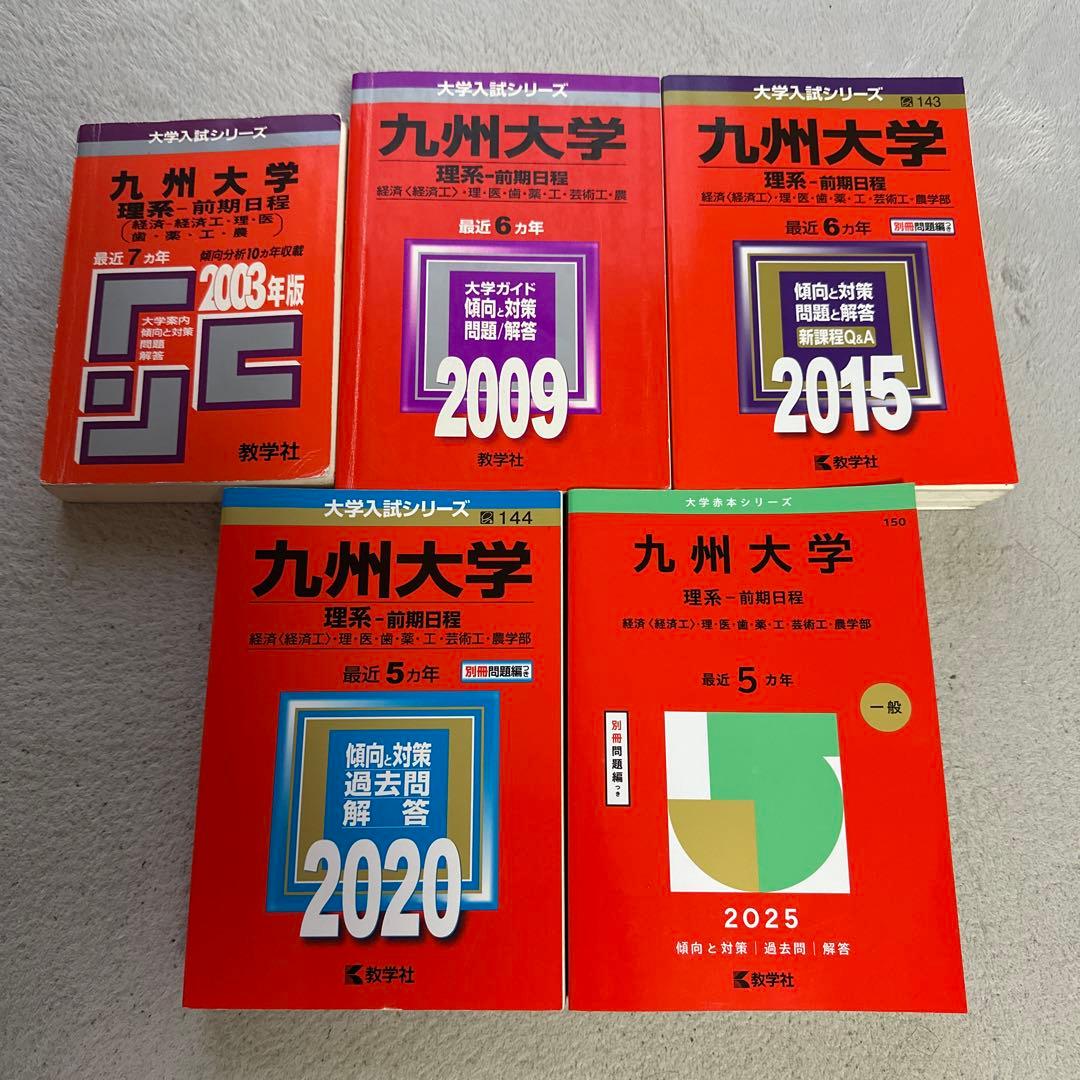 大学入試シリーズ
九州大学
理系-前期日程
経済-経済工・理・医
歯・薬・工・農
最近7カ年
傾向分析10カ年収載
2003年版
大学案内
傾向と対策
問題
解答
教学社
大学入試シリーズ
九州大学
理系-前期日程
経済〈経済工〉・理・医・歯・薬・工・芸術工・農
最近6カ年
大学ガイド
傾向と対策
問題/解答
2009
教学社
大学入試シリーズ
143
九州大学
理系-前期日程
経済〈経済工〉・理・医・歯・薬・工・芸術工・農学部
最近6カ年
別冊問題編つき
傾向と対策
問題と解答
新課程Q&A
2015
教学社
大学入試シリーズ
144
九州大学
理系-前期日程
経済〈経済工〉・理・医・歯・薬・工・芸術工・農学部
最近5カ年
別冊問題編つき
傾向と対策
過去問
解答
2020
教学社
大学赤本シリーズ
150
九州大学
理系-前期日程
経済〈経済工〉・理・医・歯・薬・工・芸術工・農学部
最近5カ年
一般
別冊問題編つき
2025
傾向と対策|過去問|解答
教学社